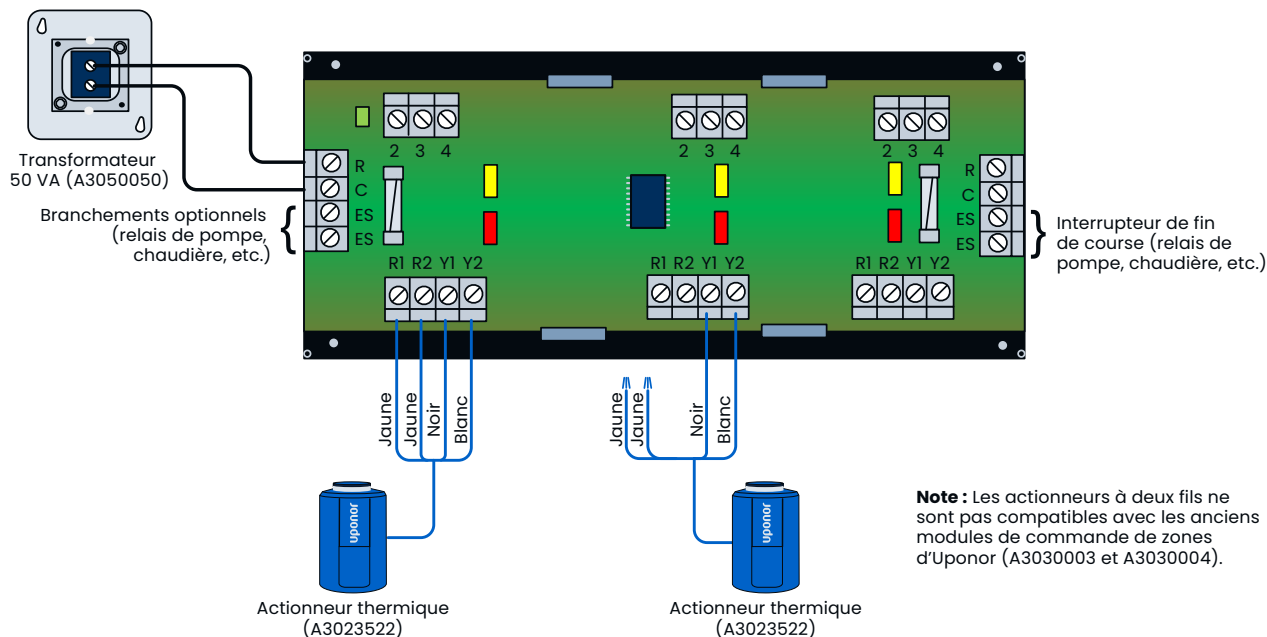 Transformateur
50 VA (A3050050)
Branchements optionnels
(relais de pompe,
chaudière, etc.)
R
C
ES
ES
2 3 4
2 3 4
2 3 4
R
C
ES
ES
Interrupteur de fin
de course (relais de
pompe, chaudière, etc.)
R1 R2 Y1 Y2
R1 R2 Y1 Y2
R1 R2 Y1 Y2
Jaune
Jaune
Noir
Blanc
Jaune
Jaune
Noir
Blanc
uponor
uponor
Actionneur thermique
(A3023522)
Actionneur thermique
(A3023522)
Note : Les actionneurs à deux fils ne
sont pas compatibles avec les anciens
modules de commande de zones
d’Uponor (A3030003 et A3030004).